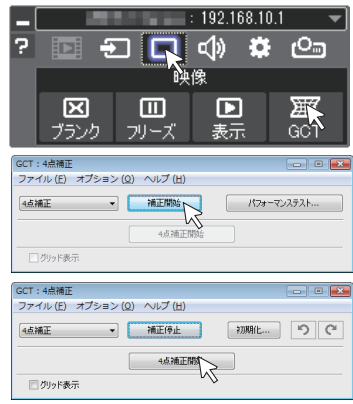 : 192.168.10.1
?
映像
ブランク フリーズ 表示 GCT
GCT : 4点補正
ファイル(F) オプション(O) ヘルプ(H)
4点補正 補正開始 パフォーマンステスト...
4点補正開始
グリッド表示
GCT : 4点補正
ファイル(F) オプション(O) ヘルプ(H)
4点補正 補正停止 初期化...
4点補正開始
グリッド表示